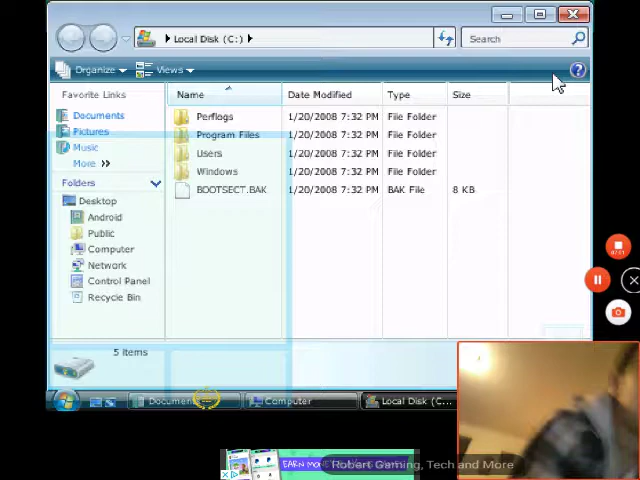 Local Disk (C:)
Search
Organize
Views
Favorite Links
Name
Date Modified
Type
Size
Documents
Pictures
Music
More >>
Folders
Desktop
Android
Public
Computer
Network
Control Panel
Recycle Bin
Perflogs 1/20/2008 7:32 PM File Folder
Program Files 1/20/2008 7:32 PM File Folder
Users 1/20/2008 7:32 PM File Folder
Windows 1/20/2008 7:32 PM File Folder
BOOTSECT.BAK 1/20/2008 7:32 PM BAK File 8 KB
5 Items
Computer
Local Disk (C...
EARN
Robert Gaming, Tech and More